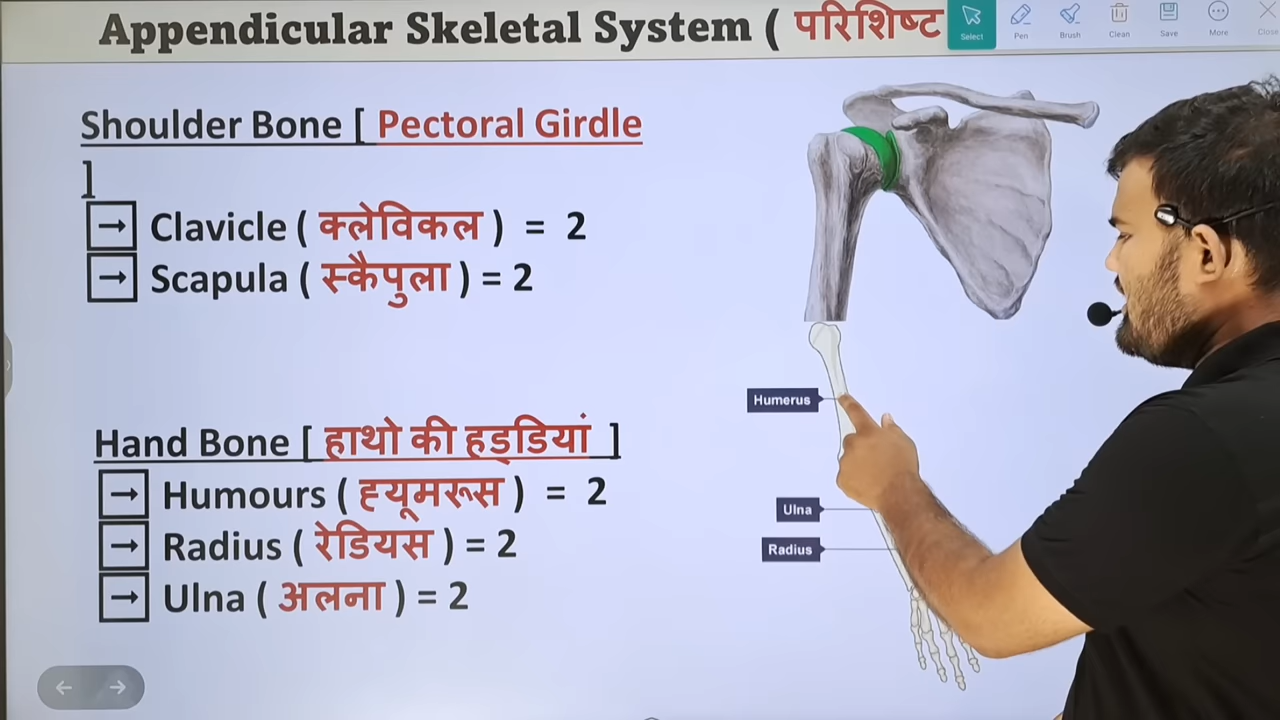 Appendicular Skeletal System ( परिशिष्ट
Select Pen Brush Clean Save More Close
Shoulder Bone [ Pectoral Girdle
]
→ Clavicle ( क्लेविकल ) = 2
→ Scapula ( स्कैपुला ) = 2
Humerus
Hand Bone [ हाथो की हड्डियां ]
→ Humours ( ह्यूमरूस ) = 2
Ulna
→ Radius ( रेडियस ) = 2
Radius
→ Ulna ( अलना ) = 2